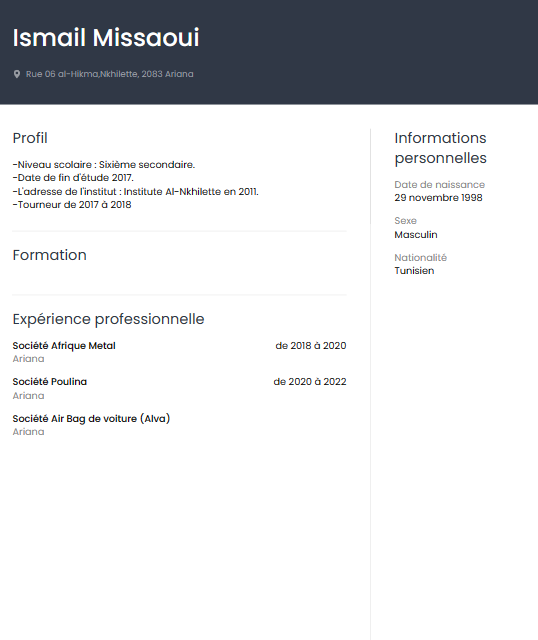 Ismail Missaoui
Rue 06 al-Hikma,Nkhilette, 2083 Ariana
Profil
-Niveau scolaire : Sixième secondaire.
-Date de fin d'étude 2017.
-L'adresse de l'institut : Institute Al-Nkhilette en 2011.
-Tourneur de 2017 à 2018
Formation
Expérience professionnelle
Société Afrique Metal de 2018 à 2020
Ariana
Société Poulina de 2020 à 2022
Ariana
Société Air Bag de voiture (Alva)
Ariana
Informations
personnelles
Date de naissance
29 novembre 1998
Sexe
Masculin
Nationalité
Tunisien